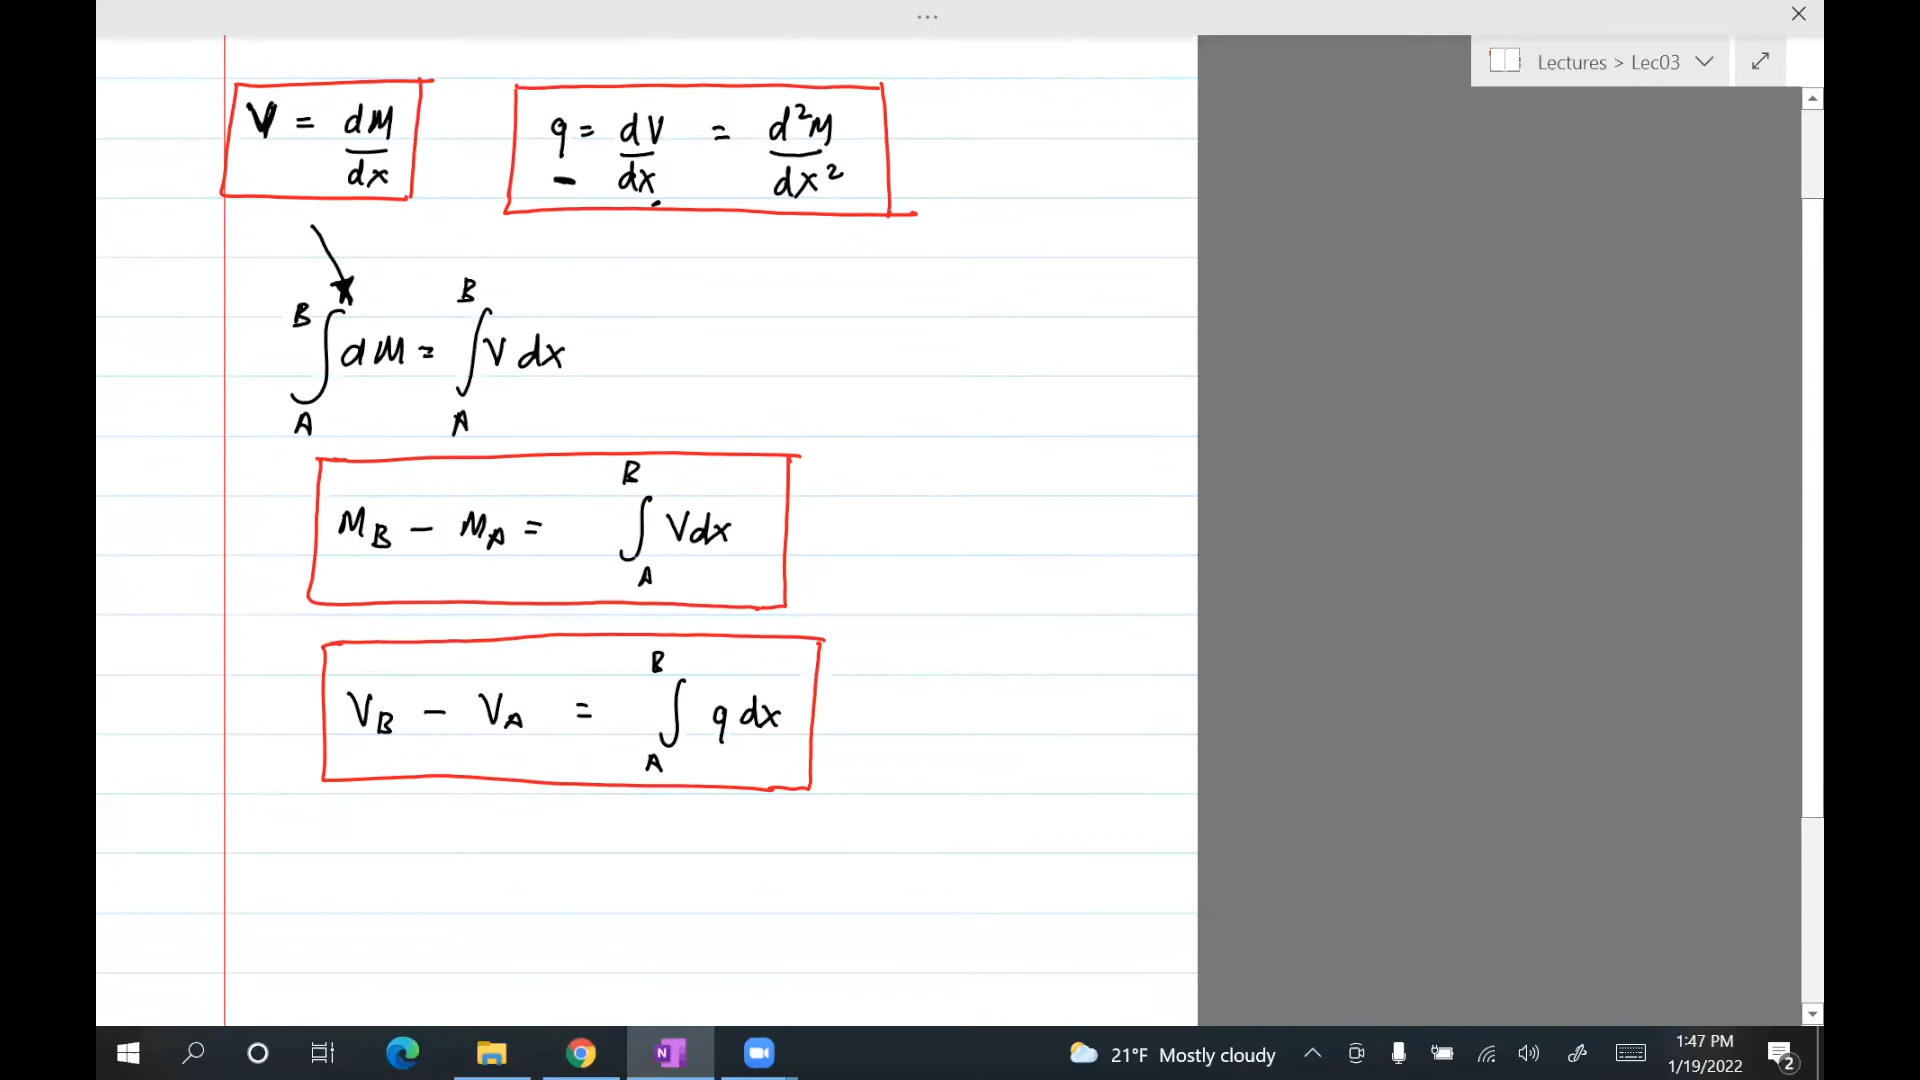 ...
Lectures > Lec03
V = dM/dx
q = dV/dx = d²M/dx²
∫_A^B dM = ∫_A^B V dx
M_B - M_A = ∫_A^B V dx
V_B - V_A = ∫_A^B q dx
21°F Mostly cloudy
1:47 PM
1/19/2022
2
N